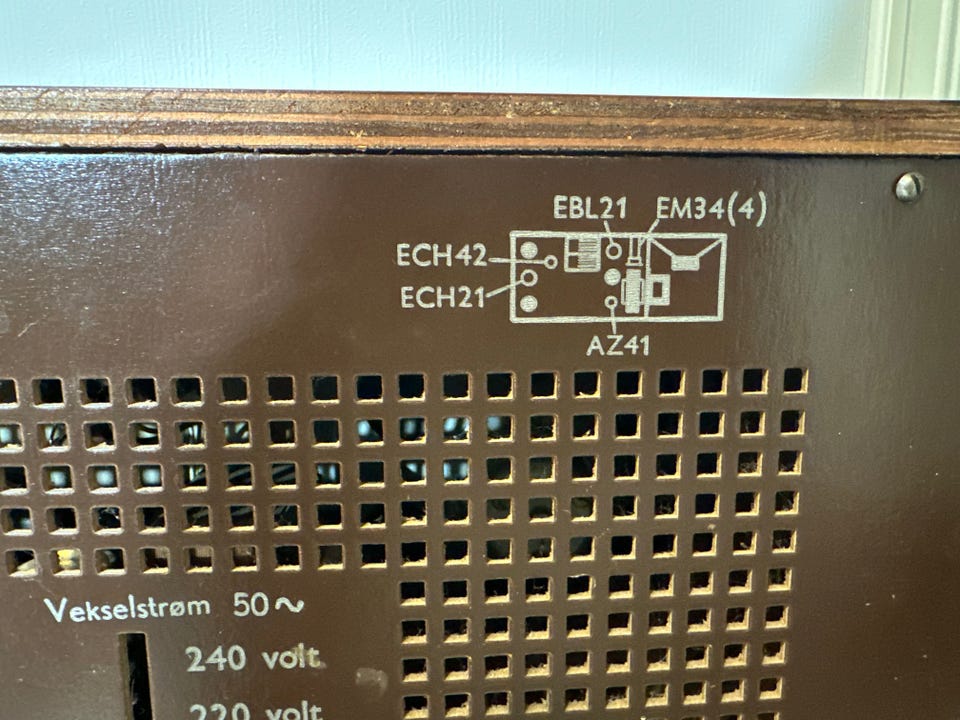 EBL21 EM34(4)
ECH42
ECH21
AZ41
Vekselstrøm 50∿
240 volt
220 volt